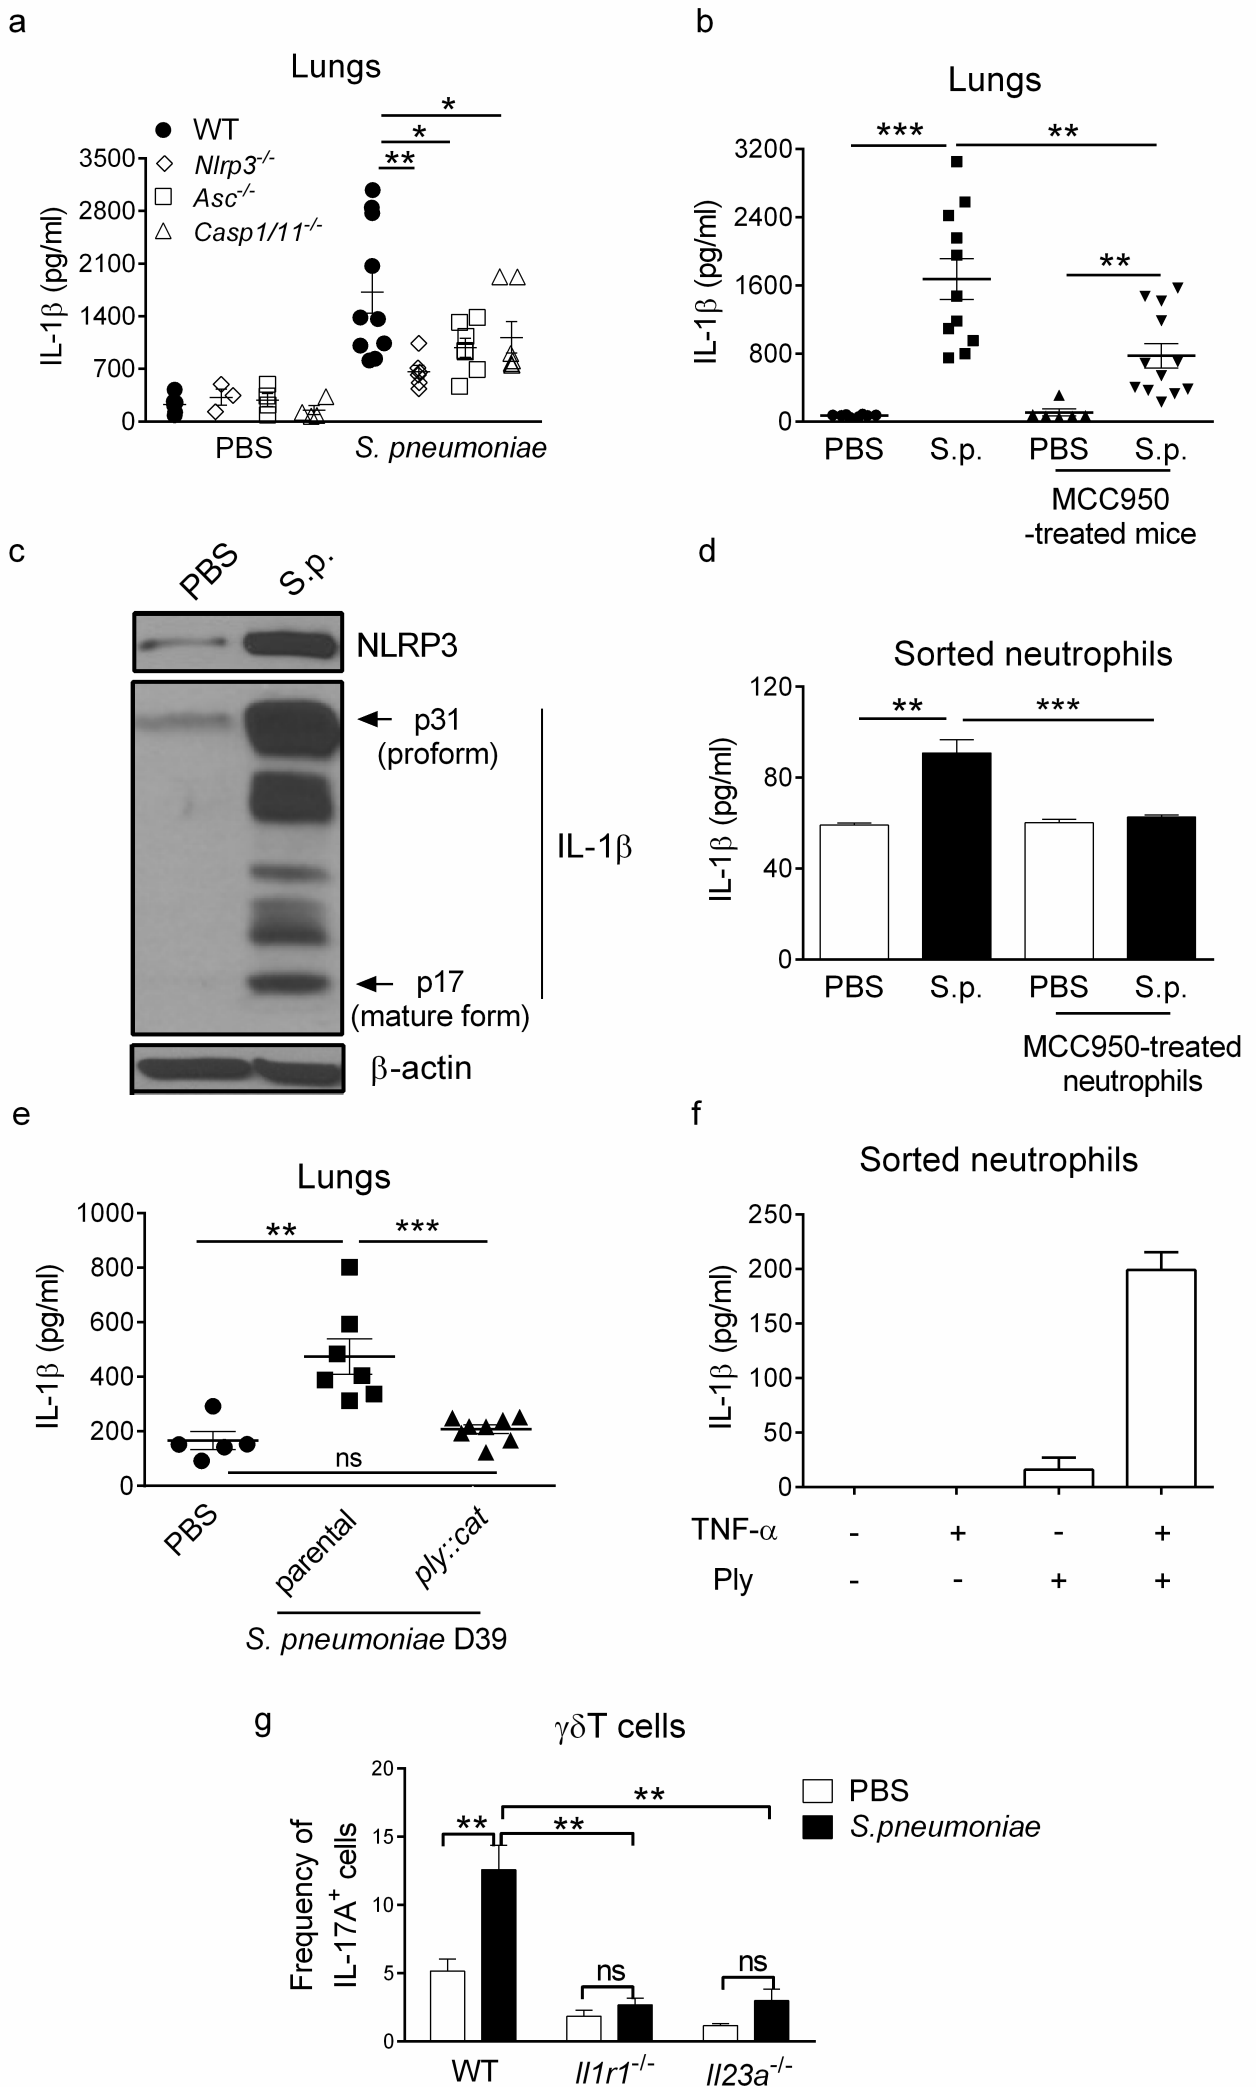 a
Lungs
WT
Nlrp3-/-
Asc-/-
Casp1/11-/-
*
*
**
IL-1β (pg/ml)
3500
2800
2100
1400
700
0
PBS
S. pneumoniae
b
Lungs
***
**
**
IL-1β (pg/ml)
3200
2400
1600
800
0
PBS
S.p.
PBS
S.p.
MCC950
-treated mice
c
PBS
S.p.
NLRP3
p31
(proform)
IL-1β
p17
(mature form)
β-actin
d
Sorted neutrophils
**
***
IL-1β (pg/ml)
120
80
40
0
PBS
S.p.
PBS
S.p.
MCC950-treated
neutrophils
e
Lungs
**
***
IL-1β (pg/ml)
1000
800
600
400
200
0
ns
PBS
parental
ply::cat
S. pneumoniae D39
f
Sorted neutrophils
IL-1β (pg/ml)
250
200
150
100
50
0
TNF-α - + - +
Ply - - + +
g
γδT cells
PBS
S.pneumoniae
**
**
**
ns
ns
Frequency of
IL-17A+ cells
20
15
10
5
0
WT
Il1r1-/-
Il23a-/-